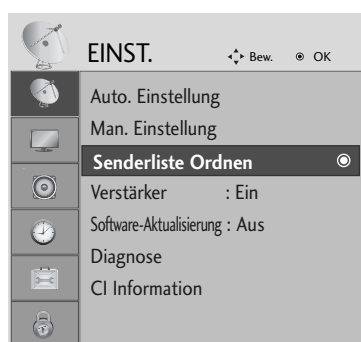 EINST. Bew. OK
Auto. Einstellung
Man. Einstellung
Senderliste Ordnen
Verstärker : Ein
Software-Aktualisierung : Aus
Diagnose
CI Information